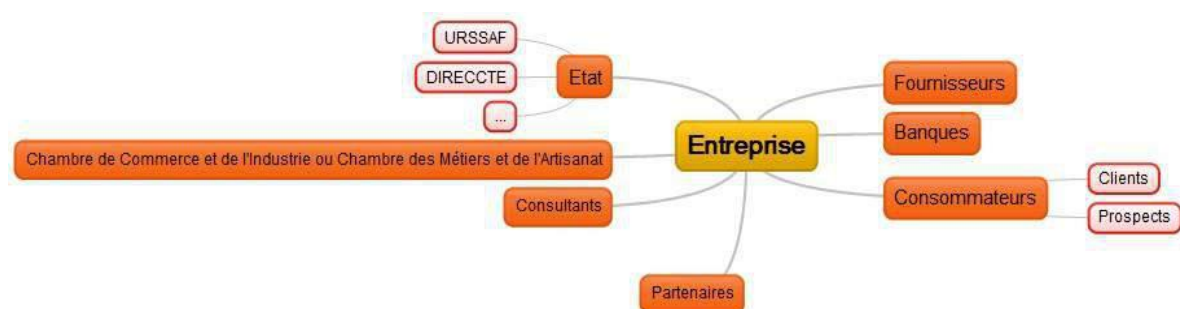 URSSAF
DIRECCTE
...
Etat
Chambre de Commerce et de l'Industrie ou Chambre des Métiers et de l'Artisanat
Consultants
Partenaires
Entreprise
Fournisseurs
Banques
Consommateurs
Clients
Prospects